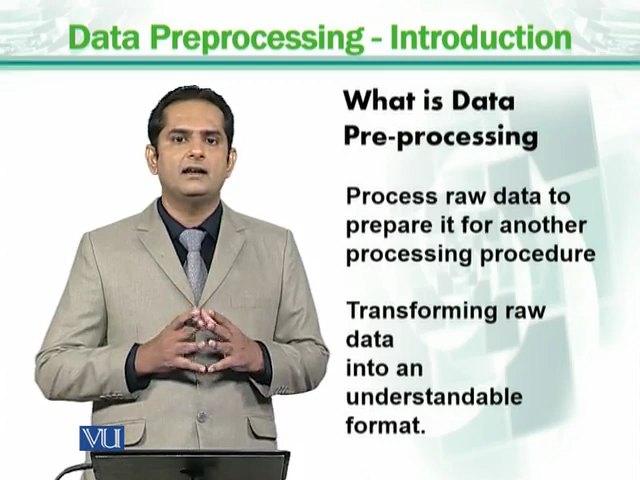 Data Preprocessing - Introduction
What is Data
Pre-processing
Process raw data to
prepare it for another
processing procedure
Transforming raw
data
into an
understandable
format.
VU